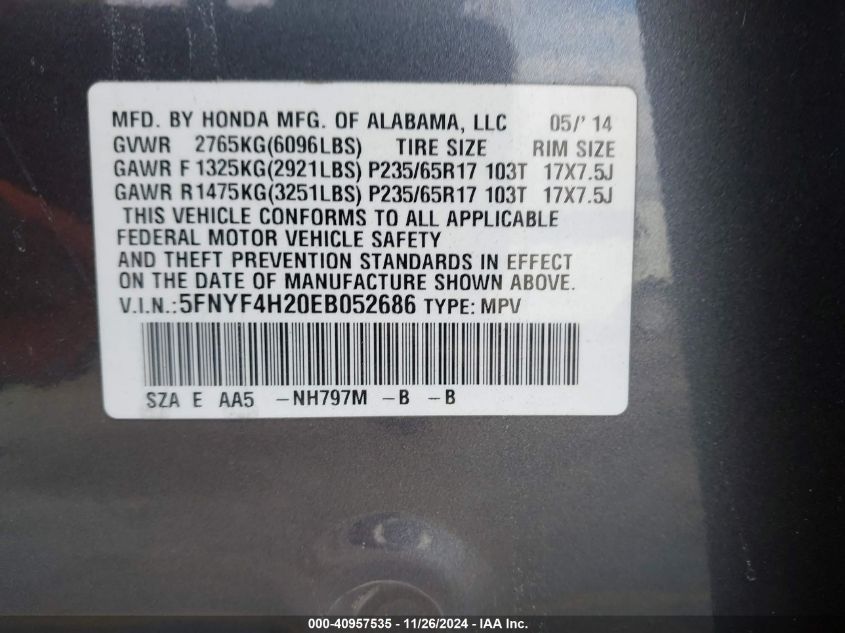 MFD. BY HONDA MFG. OF ALABAMA, LLC 05/' 14
GVWR 2765KG(6096LBS) TIRE SIZE RIM SIZE
GAWR F 1325KG(2921LBS) P235/65R17 103T 17X7.5J
GAWR R1475KG(3251LBS) P235/65R17 103T 17X7.5J
THIS VEHICLE CONFORMS TO ALL APPLICABLE
FEDERAL MOTOR VEHICLE SAFETY
AND THEFT PREVENTION STANDARDS IN EFFECT
ON THE DATE OF MANUFACTURE SHOWN ABOVE.
V.I.N.:5FNYF4H20EB052686 TYPE: MPV
SZA E AA5 -NH797M -B -B
000-40957535 - 11/26/2024 - IAA Inc.